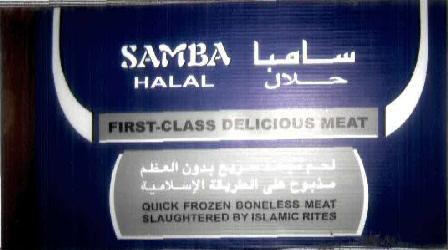 SAMBA سامبا
HALAL حلال
FIRST-CLASS DELICIOUS MEAT
لحم بدون العظم
مذبوح على الطريقة الإسلامية
QUICK FROZEN BONELESS MEAT
SLAUGHTERED BY ISLAMIC RITES